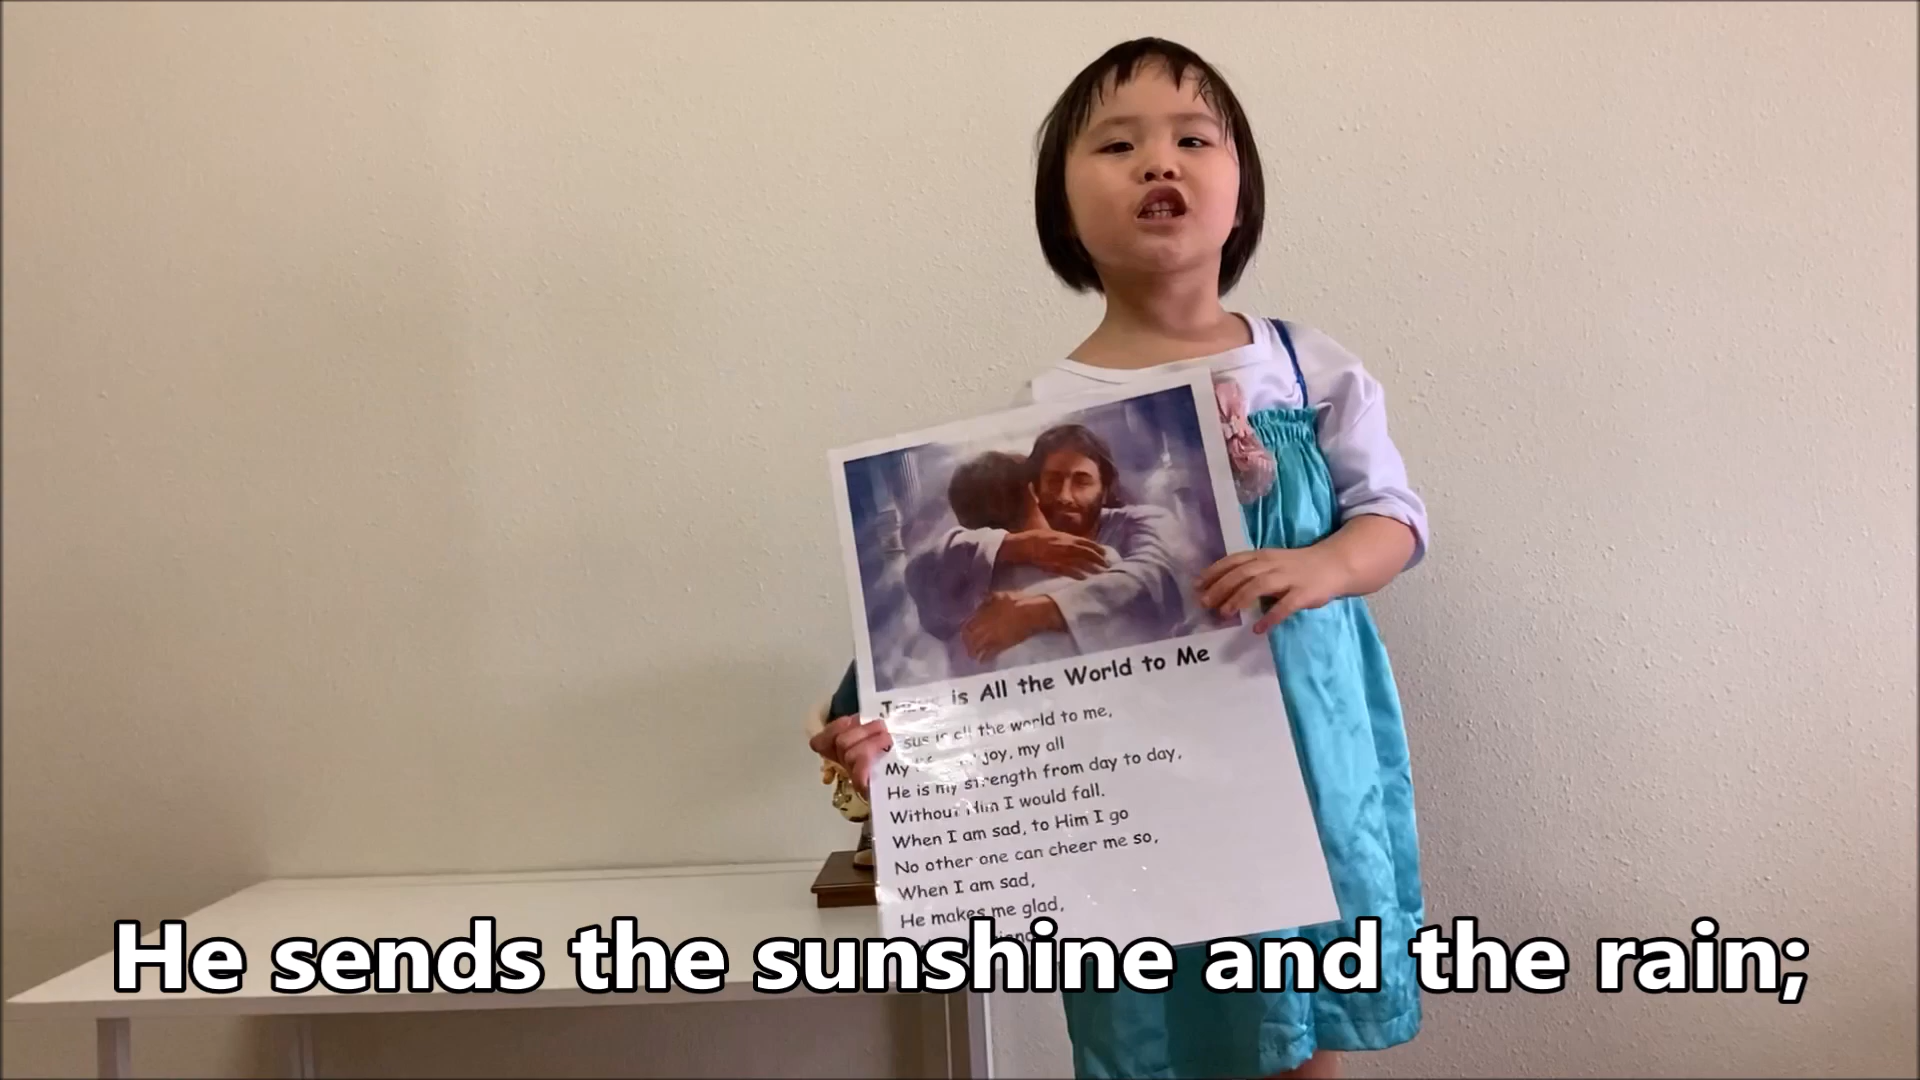 is All the World to Me
all the world to me,
My joy, my all
He is my strength from day to day,
Without Him I would fall.
When I am sad, to Him I go
No other one can cheer me so,
When I am sad,
He makes me glad,
He sends the sunshine and the rain;